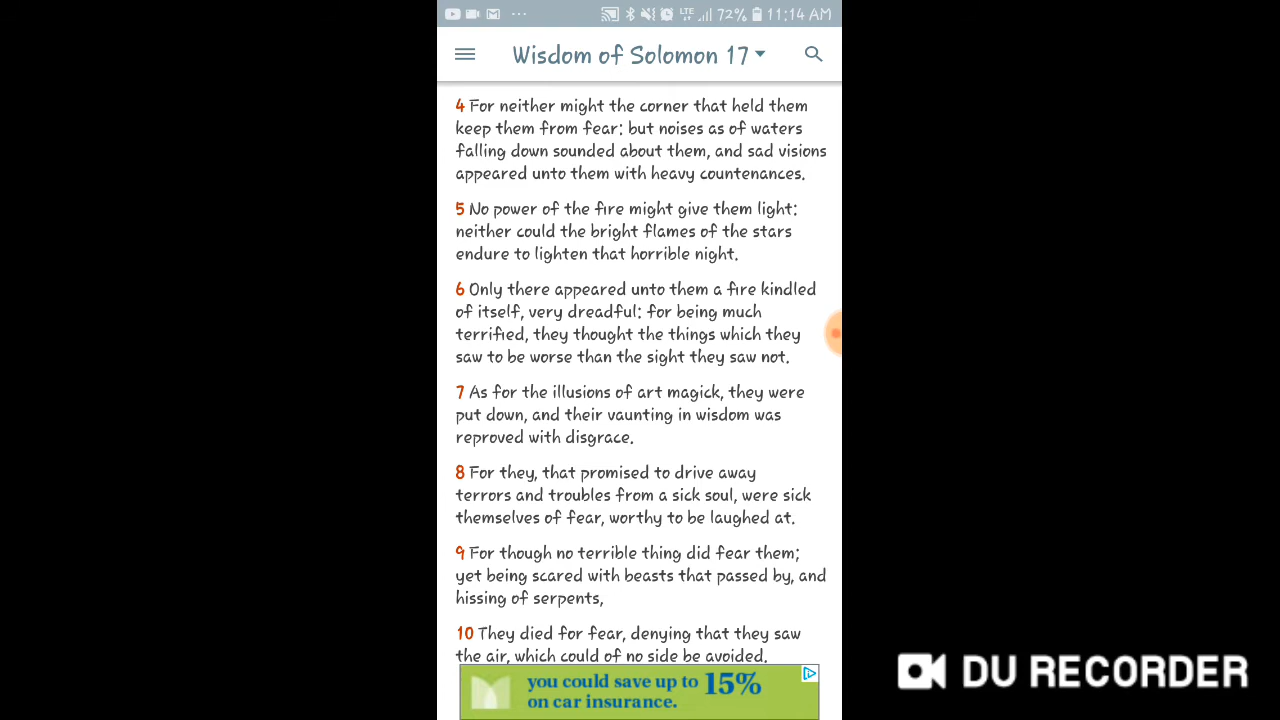 LTE 72% 11:14 AM
Wisdom of Solomon 17
4 For neither might the corner that held them
keep them from fear: but noises as of waters
falling down sounded about them, and sad visions
appeared unto them with heavy countenances.
5 No power of the fire might give them light:
neither could the bright flames of the stars
endure to lighten that horrible night.
6 Only there appeared unto them a fire kindled
of itself, very dreadful: for being much
terrified, they thought the things which they
saw to be worse than the sight they saw not.
7 As for the illusions of art magick, they were
put down, and their vaunting in wisdom was
reproved with disgrace.
8 For they, that promised to drive away
terrors and troubles from a sick soul, were sick
themselves of fear, worthy to be laughed at.
9 For though no terrible thing did fear them;
yet being scared with beasts that passed by, and
hissing of serpents,
10 They died for fear, denying that they saw
the air, which could of no side be avoided.
you could save up to 15%
on car insurance.
DU RECORDER